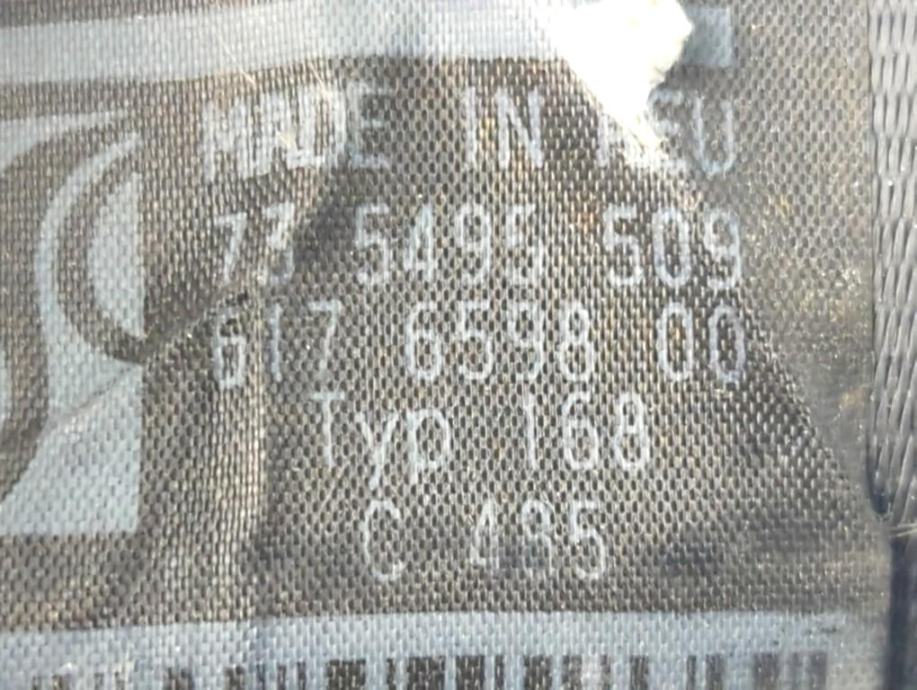 MADE IN EU
73 5495 509
617 6598 00
Typ 168
C 485